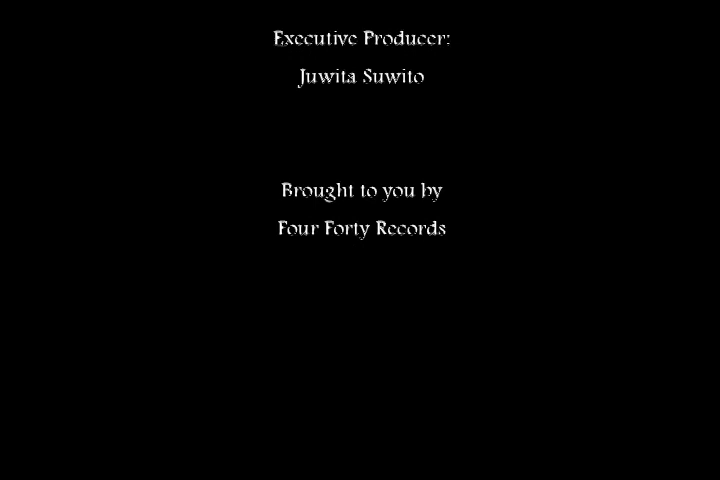 Executive Producer:
Juwita Suwito
Brought to you by
Four Forty Records